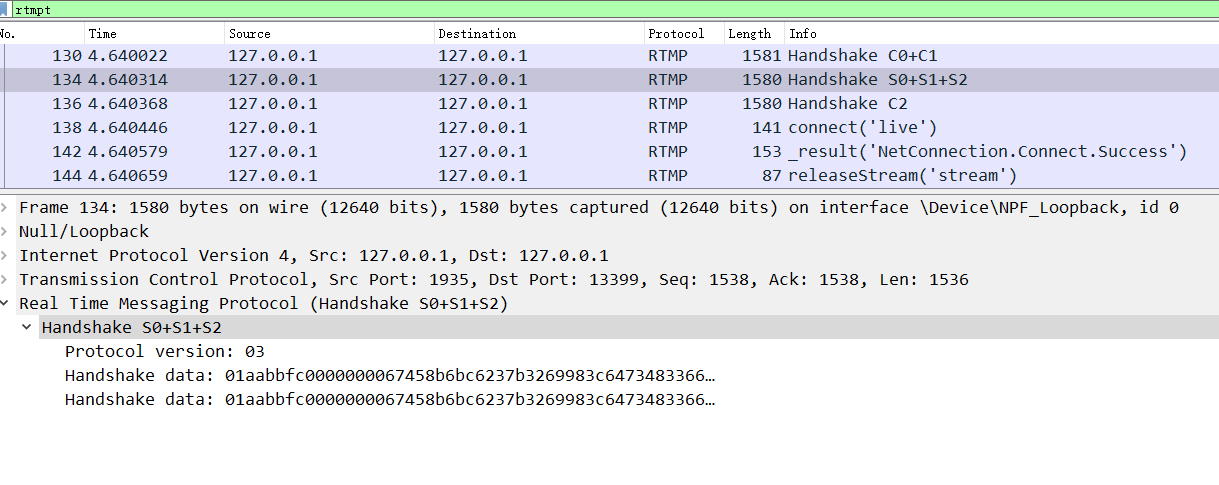 rtmpt
No. Time Source Destination Protocol Length Info
130 4.640022 127.0.0.1 127.0.0.1 RTMP 1581 Handshake C0+C1
134 4.640314 127.0.0.1 127.0.0.1 RTMP 1580 Handshake S0+S1+S2
136 4.640368 127.0.0.1 127.0.0.1 RTMP 1580 Handshake C2
138 4.640446 127.0.0.1 127.0.0.1 RTMP 141 connect('live')
142 4.640579 127.0.0.1 127.0.0.1 RTMP 153 _result('NetConnection.Connect.Success')
144 4.640659 127.0.0.1 127.0.0.1 RTMP 87 releaseStream('stream')
Frame 134: 1580 bytes on wire (12640 bits), 1580 bytes captured (12640 bits) on interface \Device\NPF_Loopback, id 0
Null/Loopback
Internet Protocol Version 4, Src: 127.0.0.1, Dst: 127.0.0.1
Transmission Control Protocol, Src Port: 1935, Dst Port: 13399, Seq: 1538, Ack: 1538, Len: 1536
Real Time Messaging Protocol (Handshake S0+S1+S2)
Handshake S0+S1+S2
Protocol version: 03
Handshake data: 01aabbfc0000000067458b6bc6237b3269983c6473483366…
Handshake data: 01aabbfc0000000067458b6bc6237b3269983c6473483366…